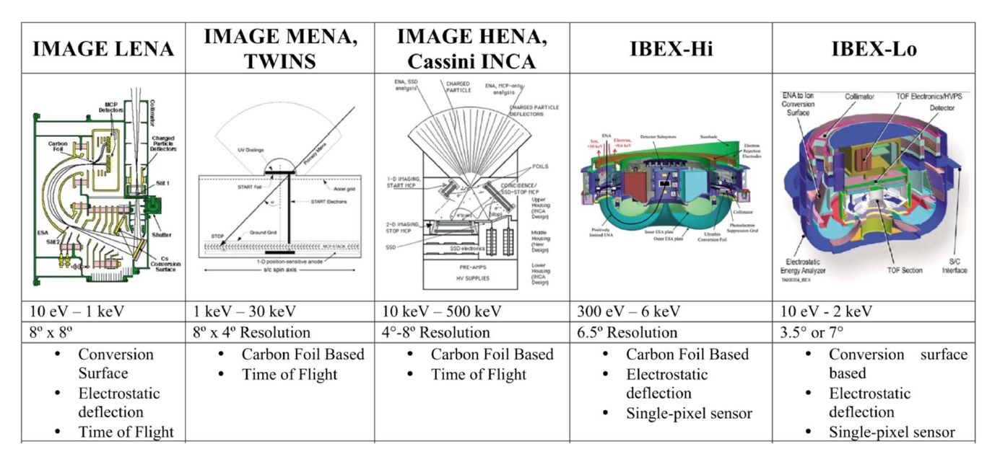 IMAGE LENA
IMAGE MENA,
TWINS
IMAGE HENA,
Cassini INCA
IBEX-Hi
IBEX-Lo
MCP
Detectors
Collimator
Carbon
Foil
Charged
Particle
Deflectors
Slit 1
Shutter
ESA
Slit 2
Cs
Conversion
Surface
UV Gratings
Primary Mena
START Foil
Accel grid
START Electrons
α
STOP
Ground Grid
MCP STACK
1-D position-sensitive anode
s/c spin axis
ENA, SSD
analysis
CHARGED
PARTICLE
ENA, MCP-only
analysis
CHARGED PARTICLE
DEFLECTORS
FOILS
1-D IMAGING,
START MCP
COINCIDENCE/
SSD-STOP MCP
Upper
Housing
(INCA
Design)
(stop)
2-D IMAGING,
STOP MCP
Middle
Housing
(New
Design)
SSD
SSD electronics
PRE-AMPS
HV SUPPLIES
Lower
Housing
(INCA
Design)
Ion,
<10 keV
ENA
Electron,
<0.6 keV
Detector Subsystem
Sunshade
Electron
Rejection
Electrodes
Collimator
Positively
Ionized ENA
Inner ESA plate
Outer ESA plate
Ultrathin
Conversion Foil
Photoelectron
Suppression Grid
ENA to Ion
Conversion
Surface
Collimator
TOF Electronics/HVPS
Detector
Electrostatic
Energy Analyzer
TOF Section
S/C
Interface
10 eV – 1 keV
1 keV – 30 keV
10 keV – 500 keV
300 eV – 6 keV
10 eV - 2 keV
8º x 8º
8º x 4º Resolution
4°-8° Resolution
6.5º Resolution
3.5° or 7°
• Conversion
Surface
• Electrostatic
deflection
• Time of Flight
• Carbon Foil Based
• Time of Flight
• Carbon Foil Based
• Time of Flight
• Carbon Foil Based
• Electrostatic
deflection
• Single-pixel sensor
• Conversion surface
based
• Electrostatic
deflection
• Single-pixel sensor